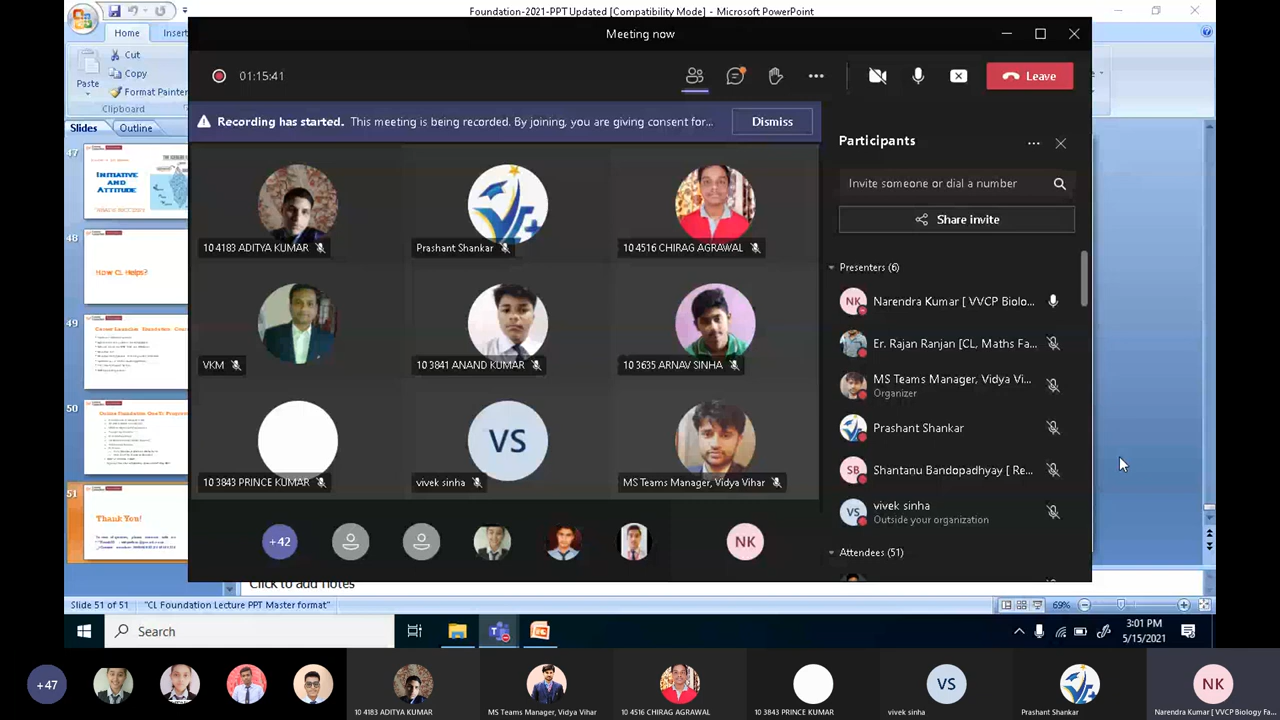 Foundation-2021-PPT Updated [Compatibility Mode] - Microsoft PowerPoint
Home
Insert
Cut
Copy
Format Painter
Paste
Clipboard
Slides
Outline
47
Initiative
and
Attitude
48
How CL Helps?
49
50
51
Thank You!
Meeting now
01:15:41
Leave
Recording has started. This meeting is being recorded. By joining, you are giving consent for...
Dismiss
10 4183 ADITYA KUMAR
Prashant Shankar
10 4516 CHIRAG AGRAWAL
VKM
10 3841 ANAND KUMAR
10 3635 ARNAV SINHA
10 3843 PRINCE KUMAR
VS
vivek sinha
MS Teams Manager, Vidya Vihar
+42
NK
Participants
Invite someone or dial a number
Share invite
Presenters (6)
NK
Narendra Kumar [ VVCP Biolo...
Er. Rajan Ranjan [CL, Maths Fa...
MS Teams Manager, Vidya Vi...
Organizer
Prashant Shankar
SB
Shantanu Bandopadhyay [ Re...
VS
vivek sinha
Outside your organization
Attendees (51)
Click to add notes
Slide 51 of 51
"CL Foundation Lecture PPT Master format"
69%
Search
3:01 PM
5/15/2021
+47
VS
NK
10 4183 ADITYA KUMAR
MS Teams Manager, Vidya Vihar
10 4516 CHIRAG AGRAWAL
10 3843 PRINCE KUMAR
vivek sinha
Prashant Shankar
Narendra Kumar [ VVCP Biology Fa...